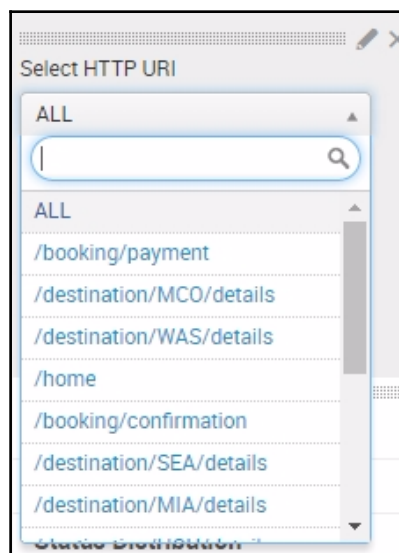 Select HTTP URI
ALL
ALL
/booking/payment
/destination/MCO/details
/destination/WAS/details
/home
/booking/confirmation
/destination/SEA/details
/destination/MIA/details